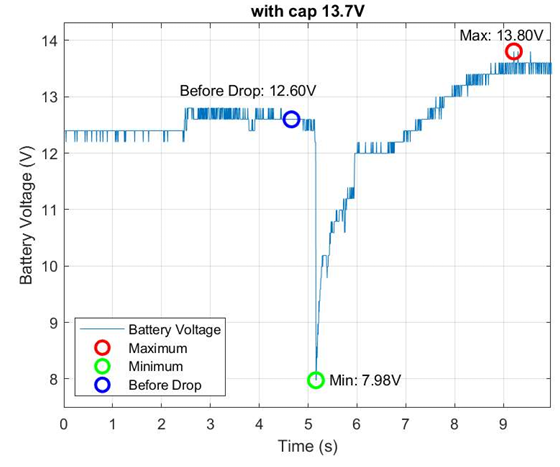 with cap 13.7V
Max: 13.80V
Before Drop: 12.60V
Min: 7.98V
Battery Voltage (V)
14
13
12
11
10
9
8
Battery Voltage
Maximum
Minimum
Before Drop
0 1 2 3 4 5 6 7 8 9
Time (s)